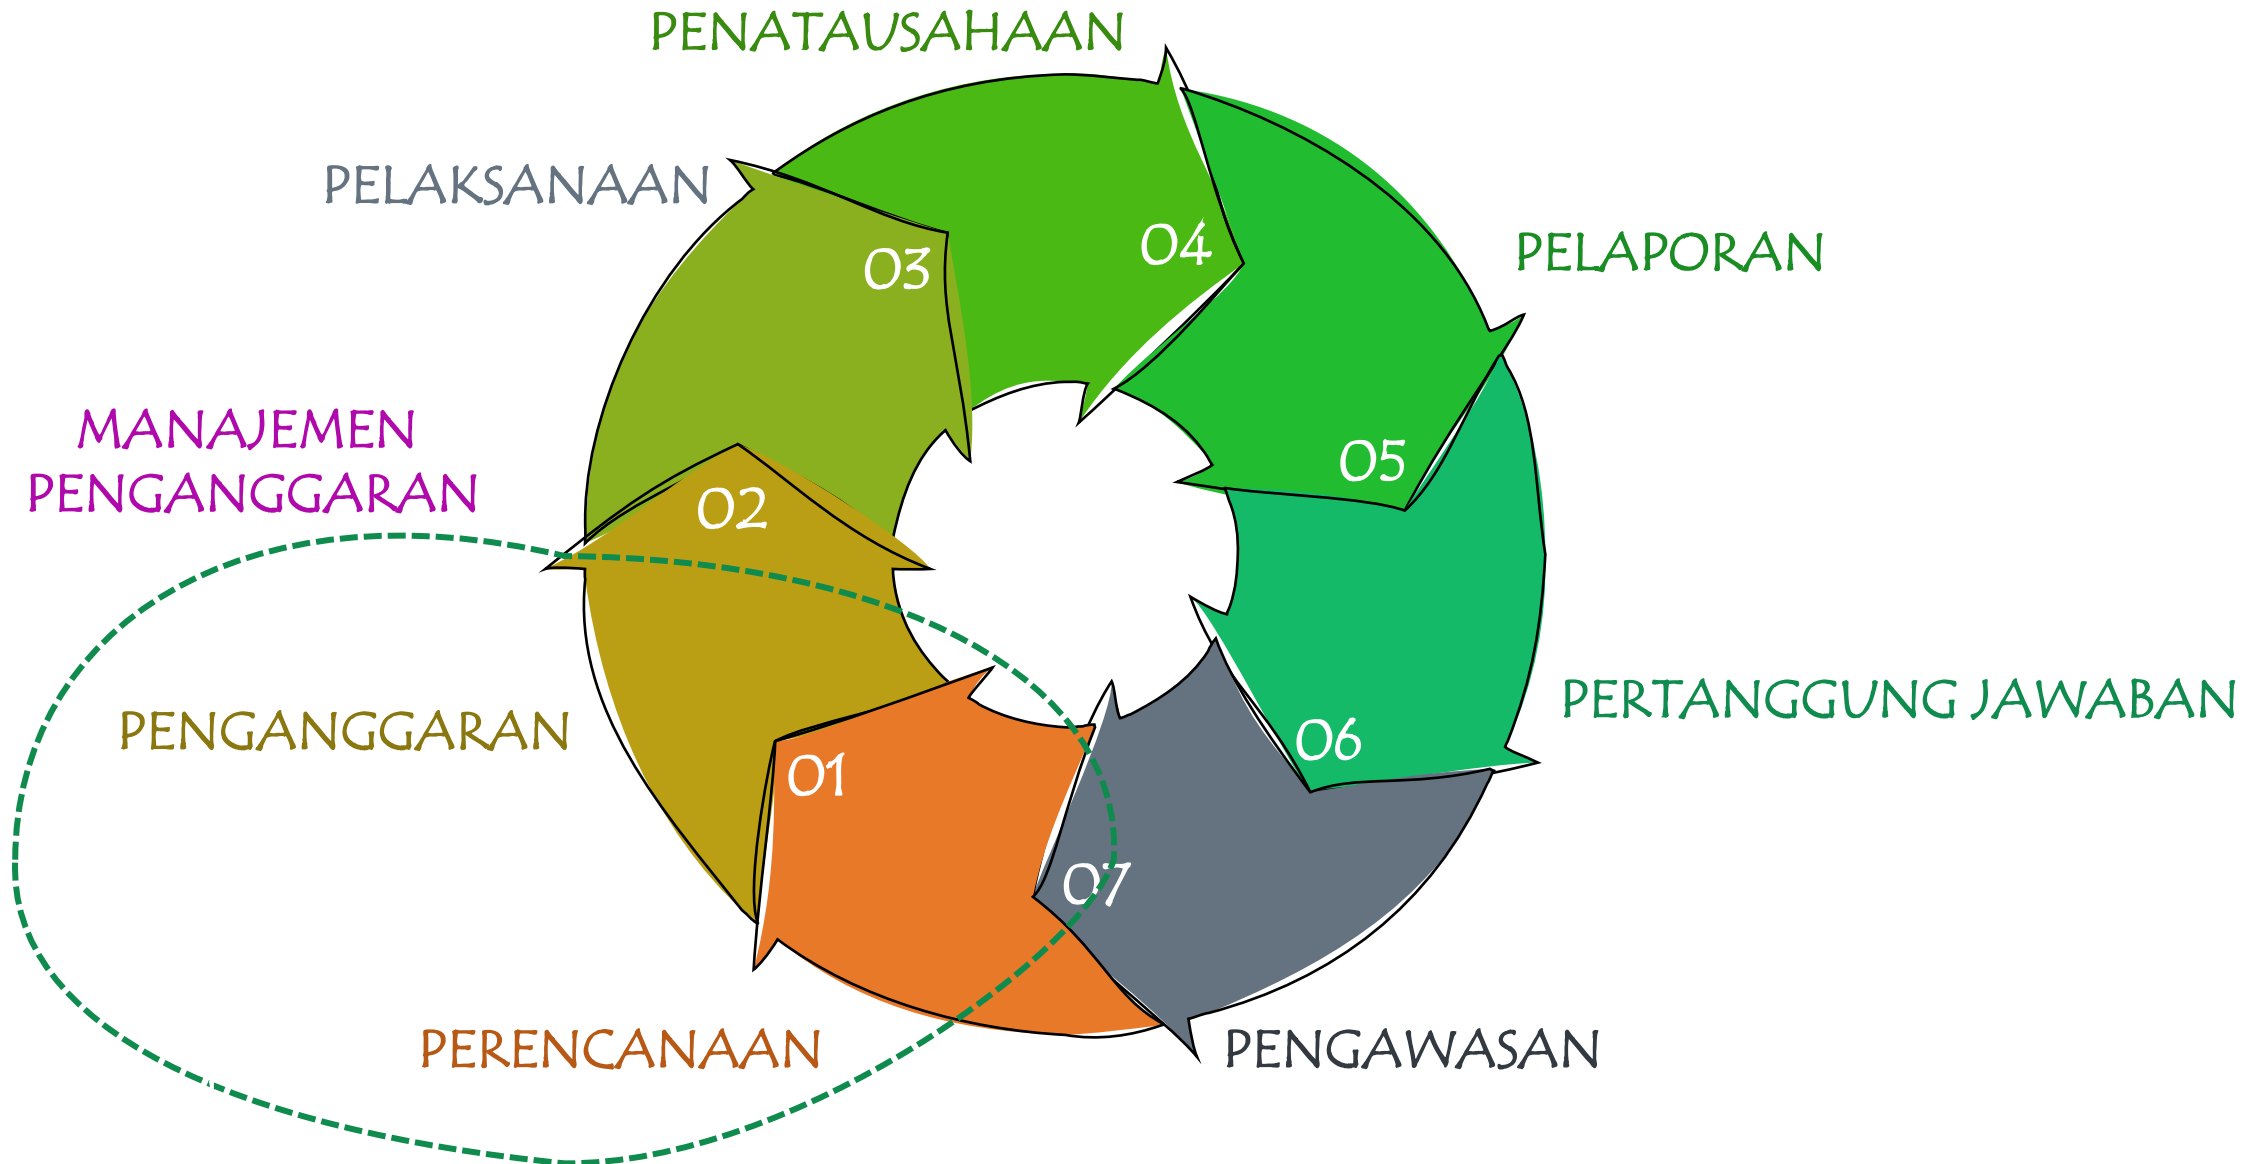 PENATAUSAHAAN
PELAKSANAAN
03
04
PELAPORAN
MANAJEMEN
PENGANGGARAN
02
05
PENGANGGARAN
01
06
PERTANGGUNG JAWABAN
07
PERENCANAAN
PENGAWASAN